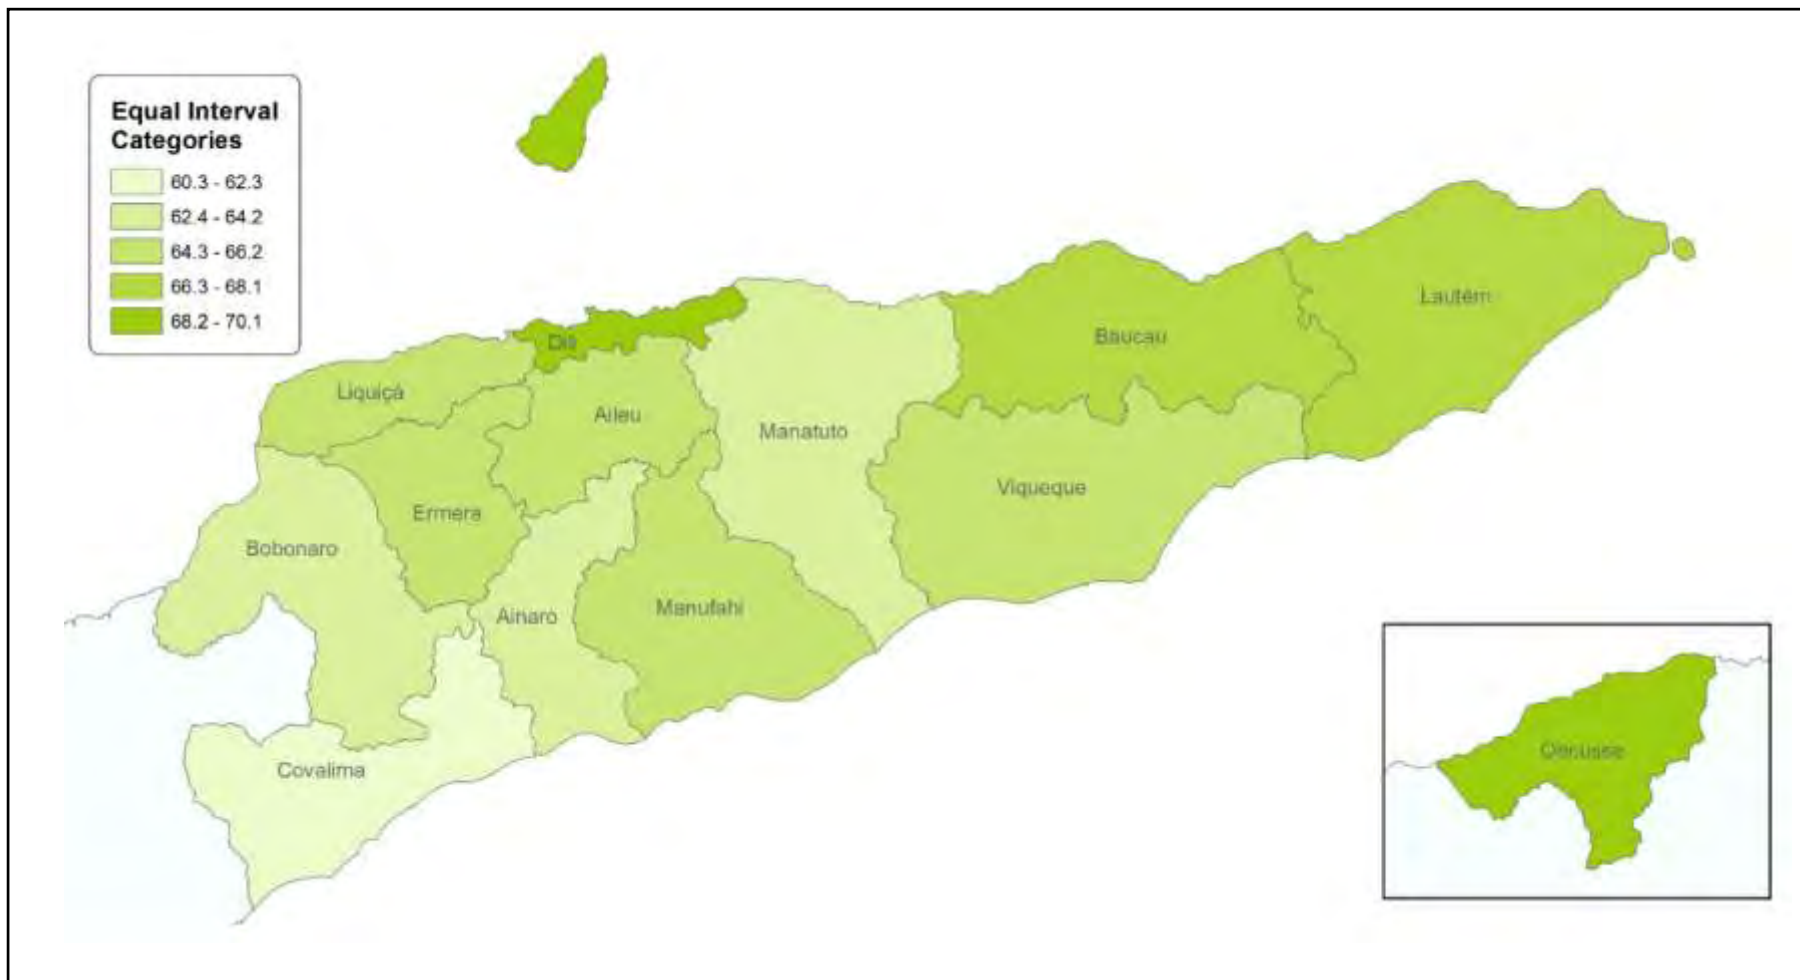 Equal Interval
Categories
60.3 - 62.3
62.4 - 64.2
64.3 - 66.2
66.3 - 68.1
68.2 - 70.1
Lautém
Baucau
Dili
Liquiçá
Aileu
Manatuto
Viqueque
Ermera
Bobonaro
Ainaro
Manufahi
Covalima
Oecusse